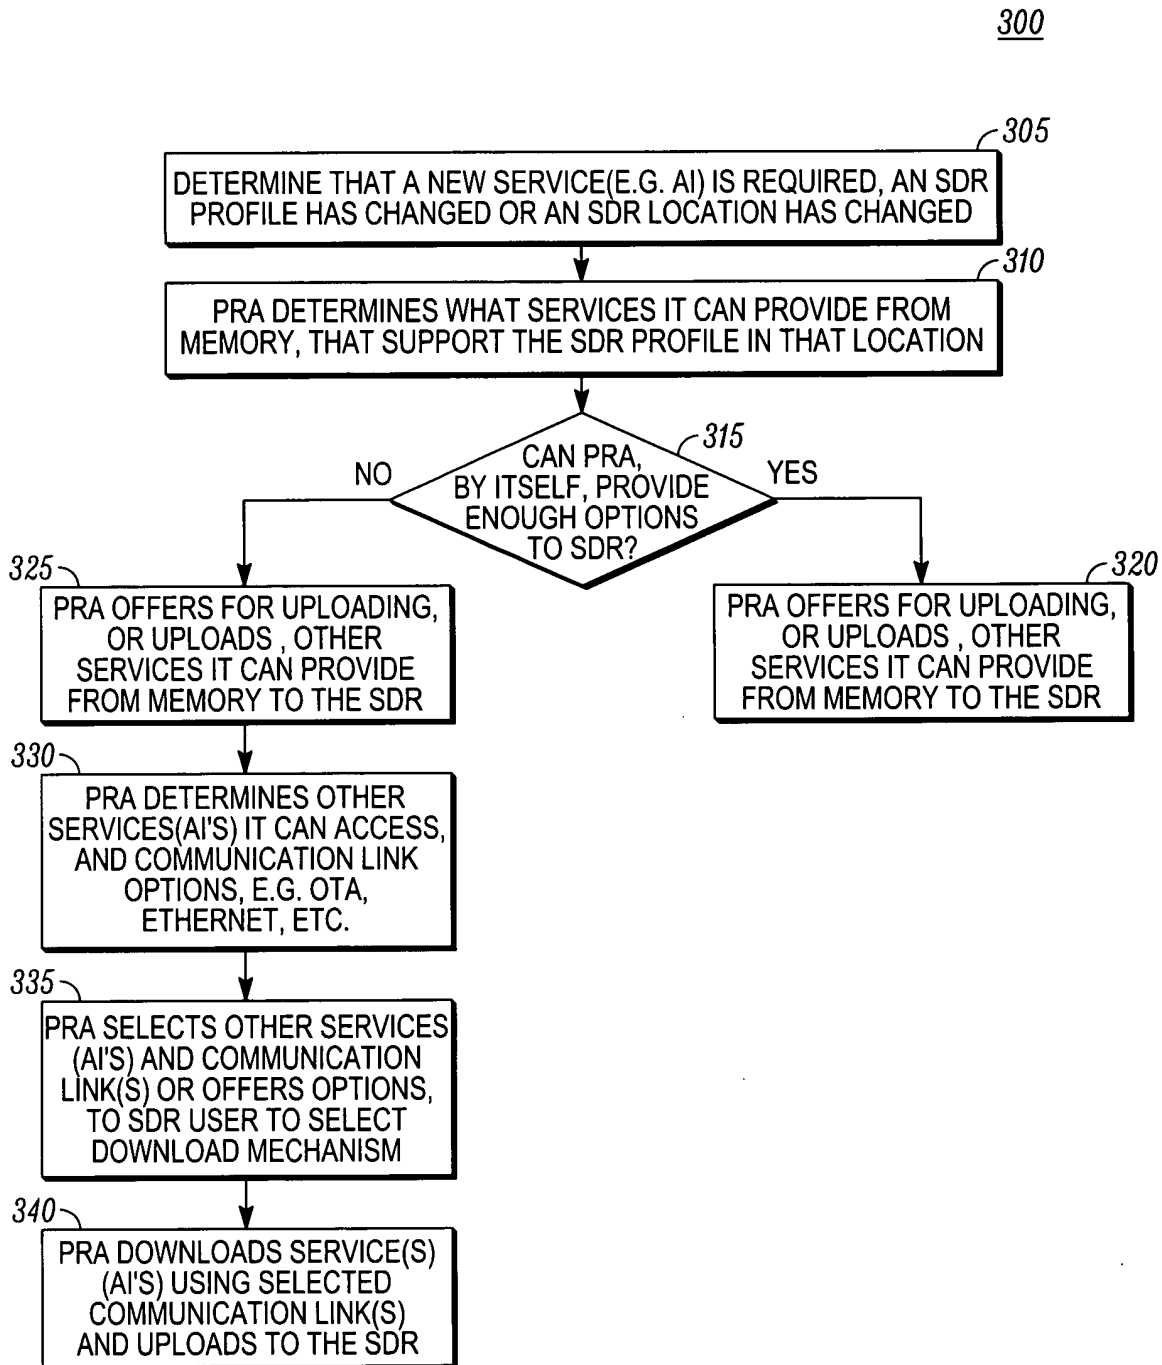 300
305
DETERMINE THAT A NEW SERVICE(E.G. AI) IS REQUIRED, AN SDR
PROFILE HAS CHANGED OR AN SDR LOCATION HAS CHANGED
310
PRA DETERMINES WHAT SERVICES IT CAN PROVIDE FROM
MEMORY, THAT SUPPORT THE SDR PROFILE IN THAT LOCATION
315
CAN PRA,
BY ITSELF, PROVIDE
ENOUGH OPTIONS
TO SDR?
NO
YES
325
PRA OFFERS FOR UPLOADING,
OR UPLOADS , OTHER
SERVICES IT CAN PROVIDE
FROM MEMORY TO THE SDR
320
PRA OFFERS FOR UPLOADING,
OR UPLOADS , OTHER
SERVICES IT CAN PROVIDE
FROM MEMORY TO THE SDR
330
PRA DETERMINES OTHER
SERVICES(AI'S) IT CAN ACCESS,
AND COMMUNICATION LINK
OPTIONS, E.G. OTA,
ETHERNET, ETC.
335
PRA SELECTS OTHER SERVICES
(AI'S) AND COMMUNICATION
LINK(S) OR OFFERS OPTIONS,
TO SDR USER TO SELECT
DOWNLOAD MECHANISM
340
PRA DOWNLOADS SERVICE(S)
(AI'S) USING SELECTED
COMMUNICATION LINK(S)
AND UPLOADS TO THE SDR